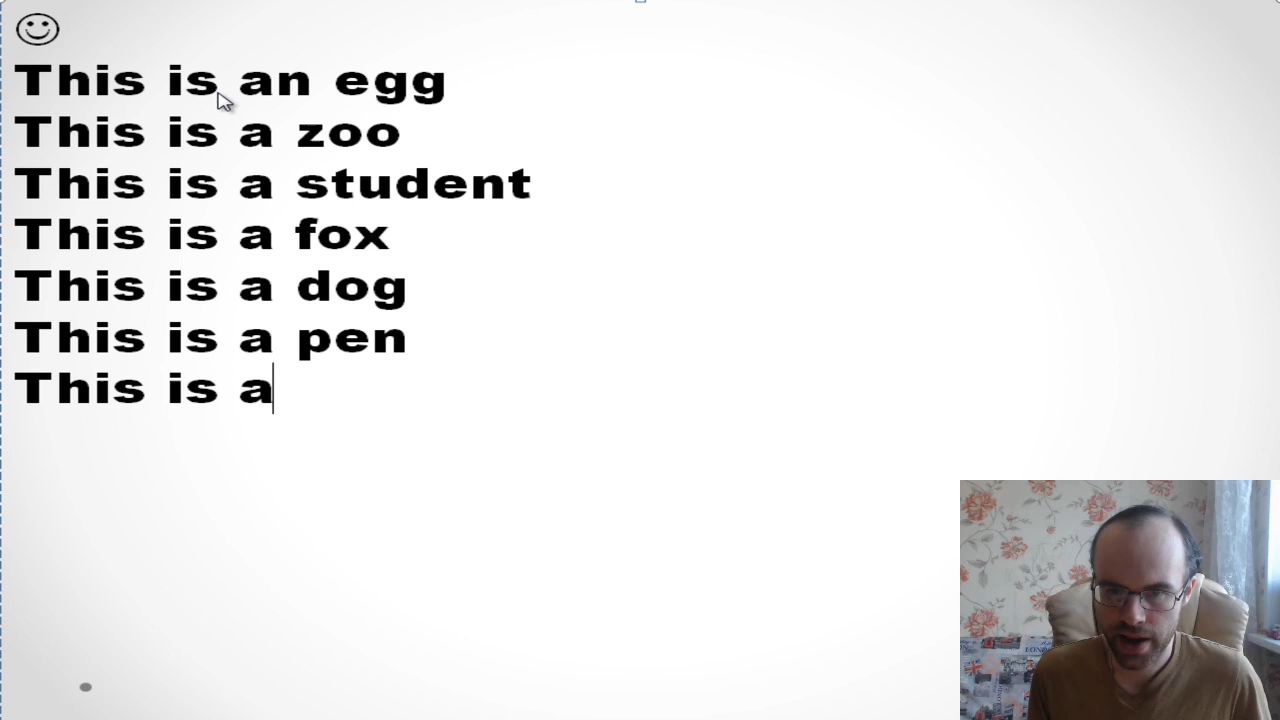 This is an egg
This is a zoo
This is a student
This is a fox
This is a dog
This is a pen
This is a